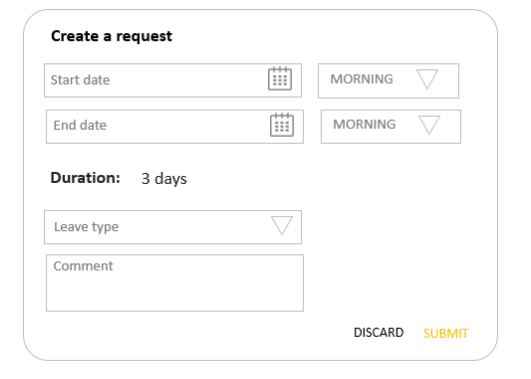 Create a request
Start date MORNING
End date MORNING
Duration: 3 days
Leave type
Comment
DISCARD SUBMIT